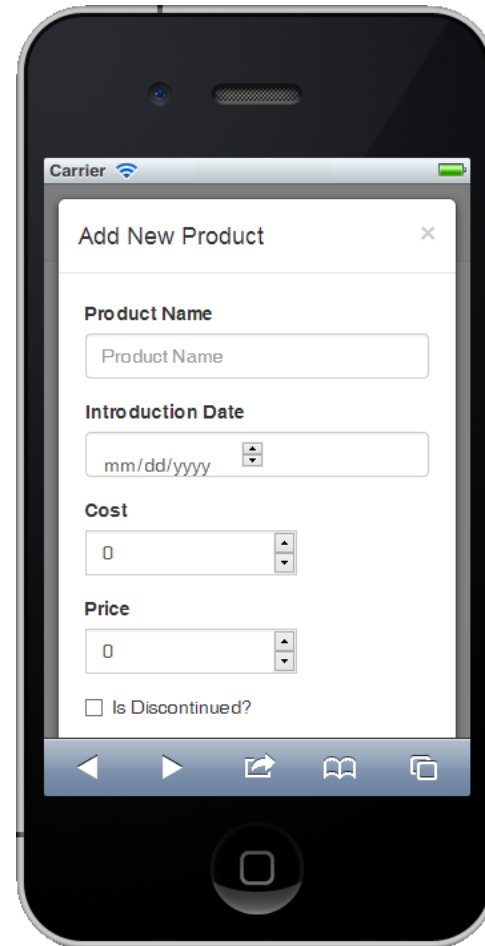 Carrier
Add New Product ×
Product Name
Product Name
Introduction Date
mm/dd/yyyy
Cost
0
Price
0
Is Discontinued?